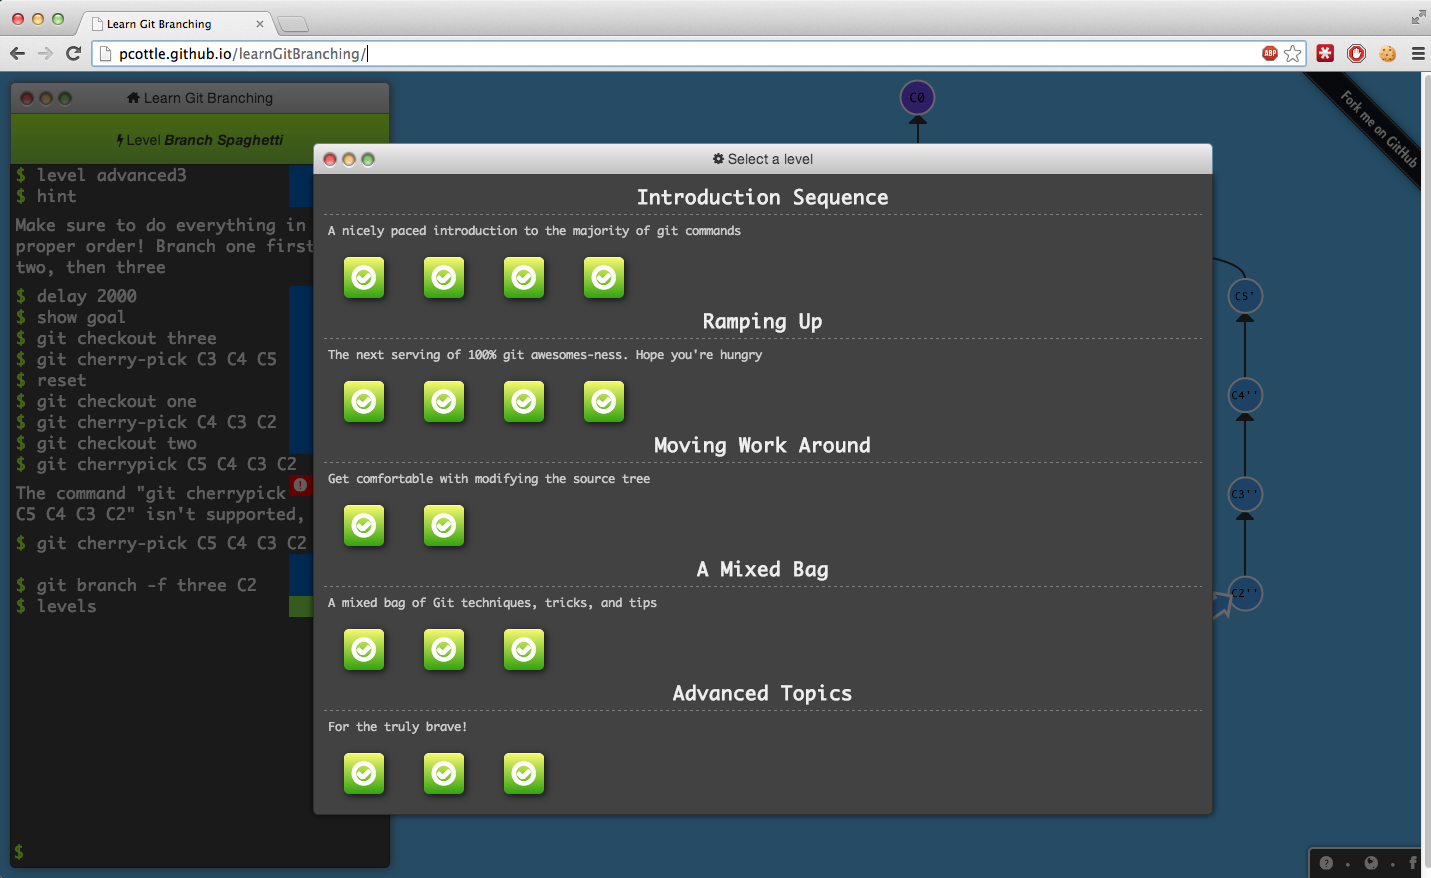 Learn Git Branching
pcottle.github.io/learnGitBranching/
ABP
Learn Git Branching
Level Branch Spaghetti
$ level advanced3
$ hint
Make sure to do everything in
proper order! Branch one first
two, then three
$ delay 2000
$ show goal
$ git checkout three
$ git cherry-pick C3 C4 C5
$ reset
$ git checkout one
$ git cherry-pick C4 C3 C2
$ git checkout two
$ git cherrypick C5 C4 C3 C2
The command "git cherrypick
C5 C4 C3 C2" isn't supported,
$ git cherry-pick C5 C4 C3 C2
$ git branch -f three C2
$ levels
$
C0
Fork me on GitHub
Select a level
Introduction Sequence
A nicely paced introduction to the majority of git commands
Ramping Up
The next serving of 100% git awesomes-ness. Hope you're hungry
Moving Work Around
Get comfortable with modifying the source tree
A Mixed Bag
A mixed bag of Git techniques, tricks, and tips
Advanced Topics
For the truly brave!
C5'
C4''
C3''
C2''